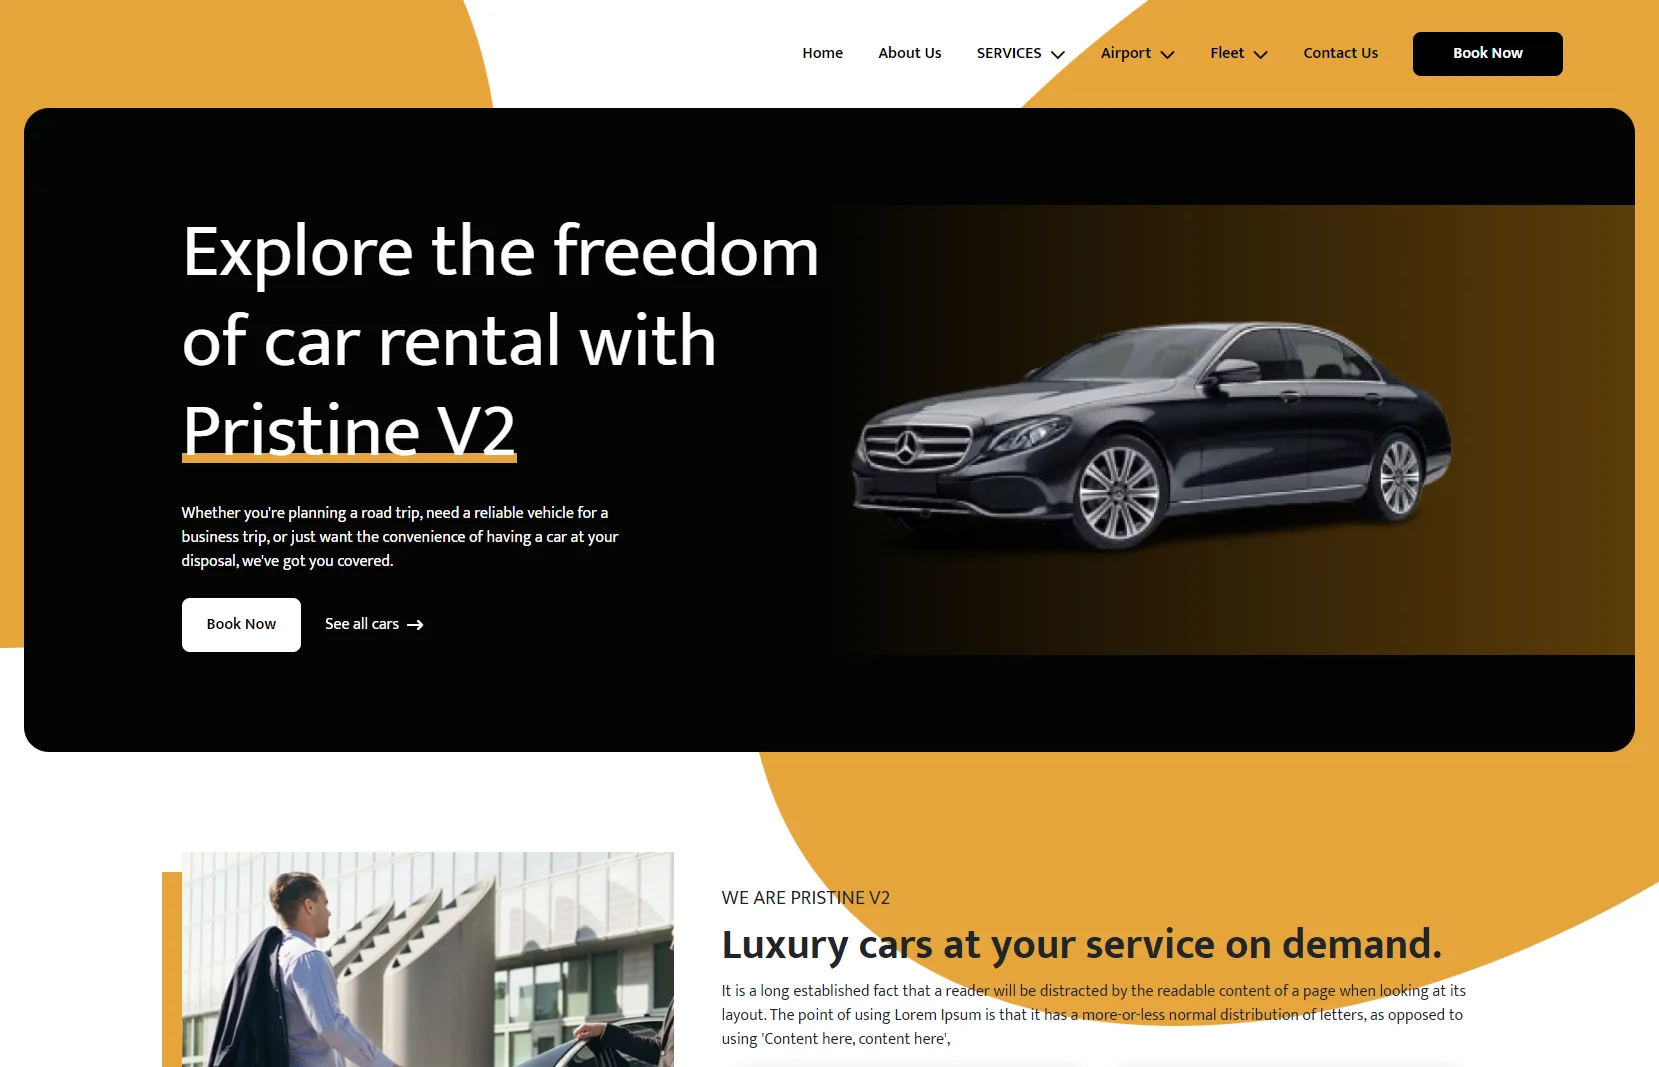 Home About Us SERVICES Airport Fleet Contact Us Book Now
Explore the freedom
of car rental with
Pristine V2
Whether you're planning a road trip, need a reliable vehicle for a
business trip, or just want the convenience of having a car at your
disposal, we've got you covered.
Book Now See all cars
WE ARE PRISTINE V2
Luxury cars at your service on demand.
It is a long established fact that a reader will be distracted by the readable content of a page when looking at its
layout. The point of using Lorem Ipsum is that it has a more-or-less normal distribution of letters, as opposed to
using 'Content here, content here',